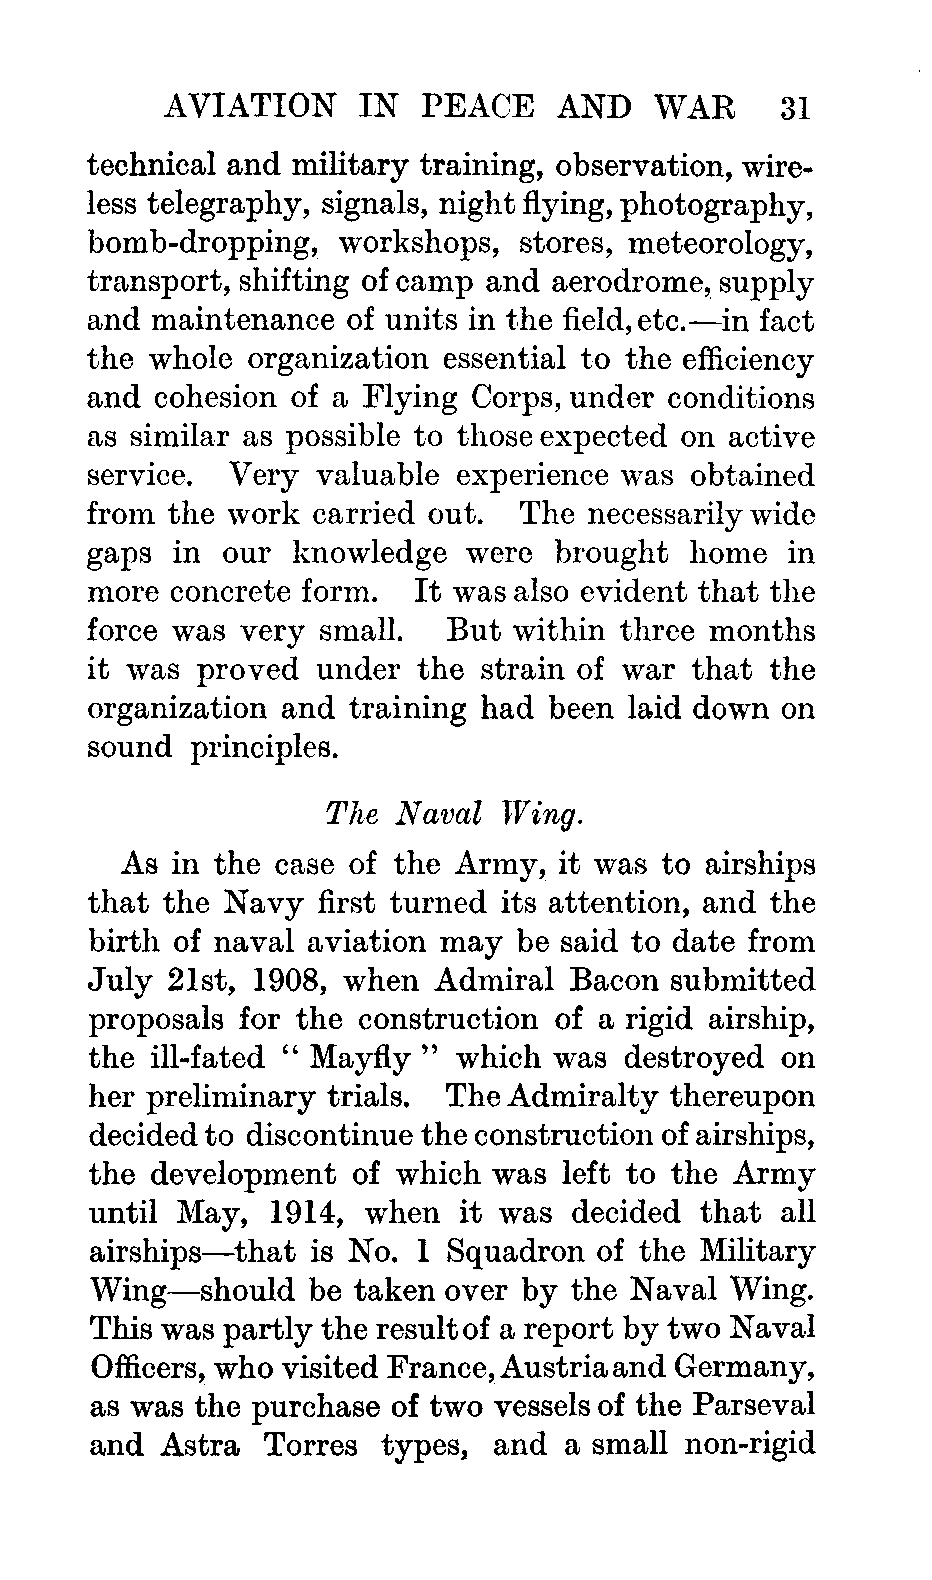 AVIATION IN PEACE AND WAR 31
technical and military training, observation, wire-
less telegraphy, signals, night flying, photography,
bomb-dropping, workshops, stores, meteorology,
transport, shifting of camp and aerodrome, supply
and maintenance of units in the field, etc.—in fact
the whole organization essential to the efficiency
and cohesion of a Flying Corps, under conditions
as similar as possible to those expected on active
service. Very valuable experience was obtained
from the work carried out. The necessarily wide
gaps in our knowledge were brought home in
more concrete form. It was also evident that the
force was very small. But within three months
it was proved under the strain of war that the
organization and training had been laid down on
sound principles.
The Naval Wing.
As in the case of the Army, it was to airships
that the Navy first turned its attention, and the
birth of naval aviation may be said to date from
July 21st, 1908, when Admiral Bacon submitted
proposals for the construction of a rigid airship,
the ill-fated “ Mayfly ” which was destroyed on
her preliminary trials. The Admiralty thereupon
decided to discontinue the construction of airships,
the development of which was left to the Army
until May, 1914, when it was decided that all
airships—that is No. 1 Squadron of the Military
Wing—should be taken over by the Naval Wing.
This was partly the result of a report by two Naval
Officers, who visited France, Austria and Germany,
as was the purchase of two vessels of the Parseval
and Astra Torres types, and a small non-rigid